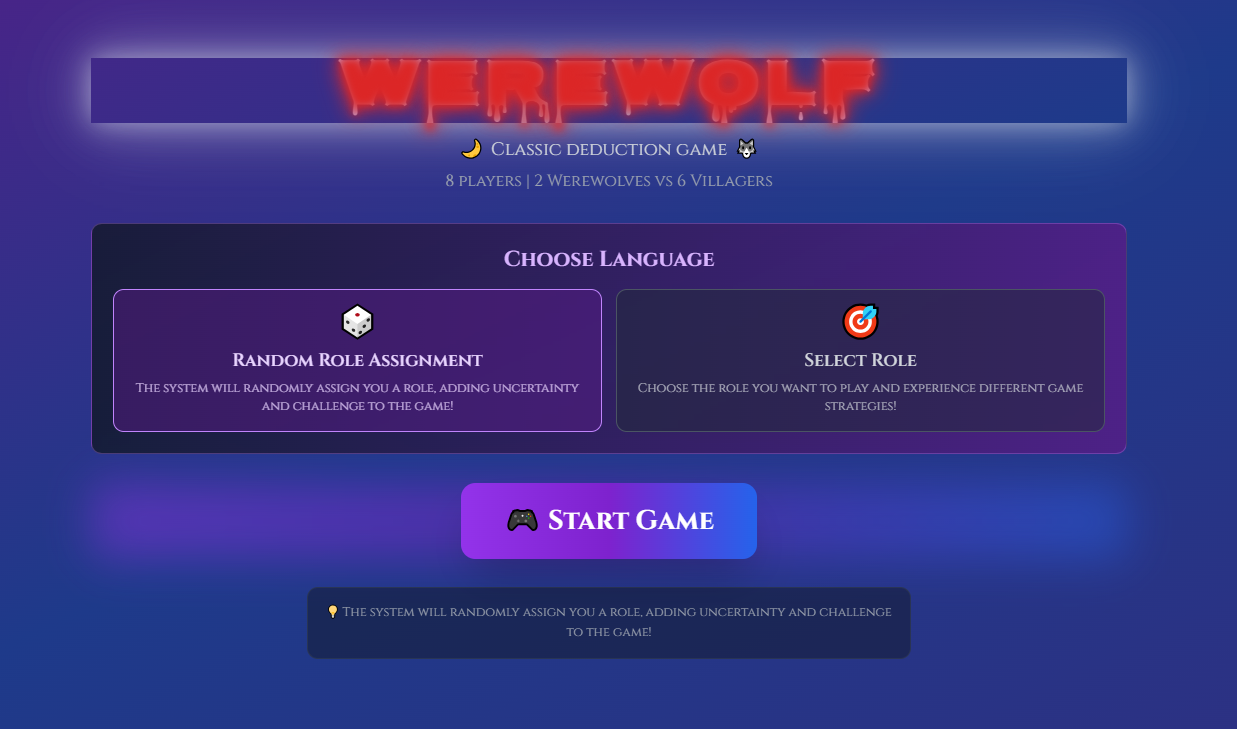 WEREWOLF
🌙 Classic deduction game 🐺
8 players | 2 Werewolves vs 6 Villagers
Choose Language
Random Role Assignment
The system will randomly assign you a role, adding uncertainty
and challenge to the game!
Select Role
Choose the role you want to play and experience different game
strategies!
🎮 Start Game
💡 The system will randomly assign you a role, adding uncertainty and challenge
to the game!